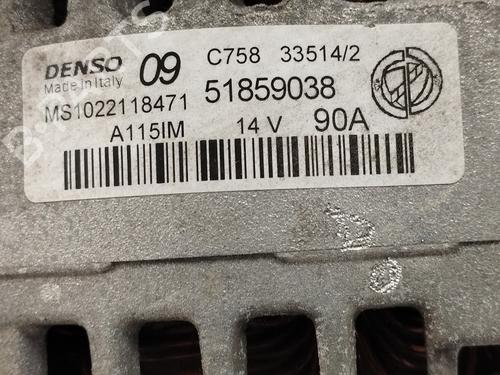 DENSO 09 C758 33514/2
Made in Italy
MS1022118471 51859038
A115IM 14 V 90A